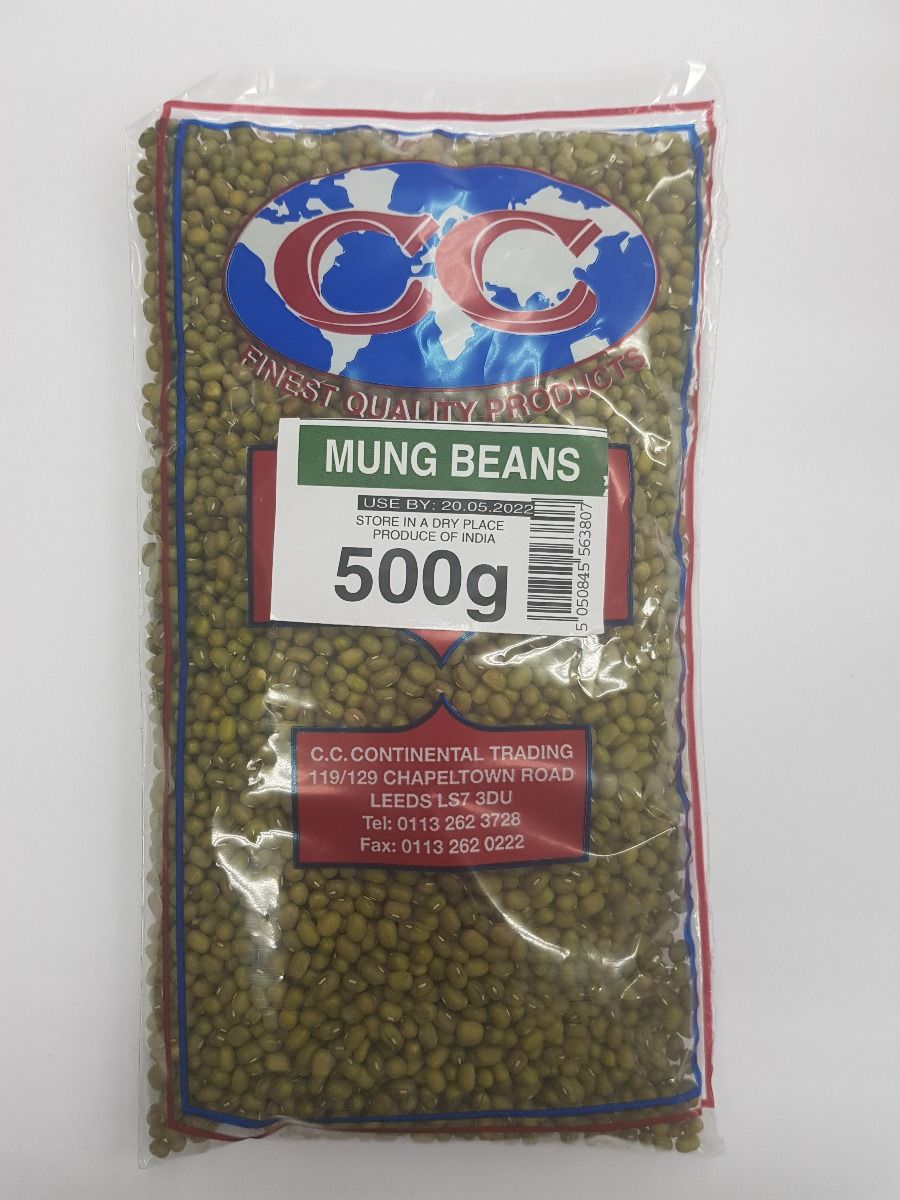 CC
FINEST QUALITY PRODUCTS
MUNG BEANS
USE BY: 20.05.2022
STORE IN A DRY PLACE
PRODUCE OF INDIA
500g
5 050845 563807
C.C. CONTINENTAL TRADING
119/129 CHAPELTOWN ROAD
LEEDS LS7 3DU
Tel: 0113 262 3728
Fax: 0113 262 0222